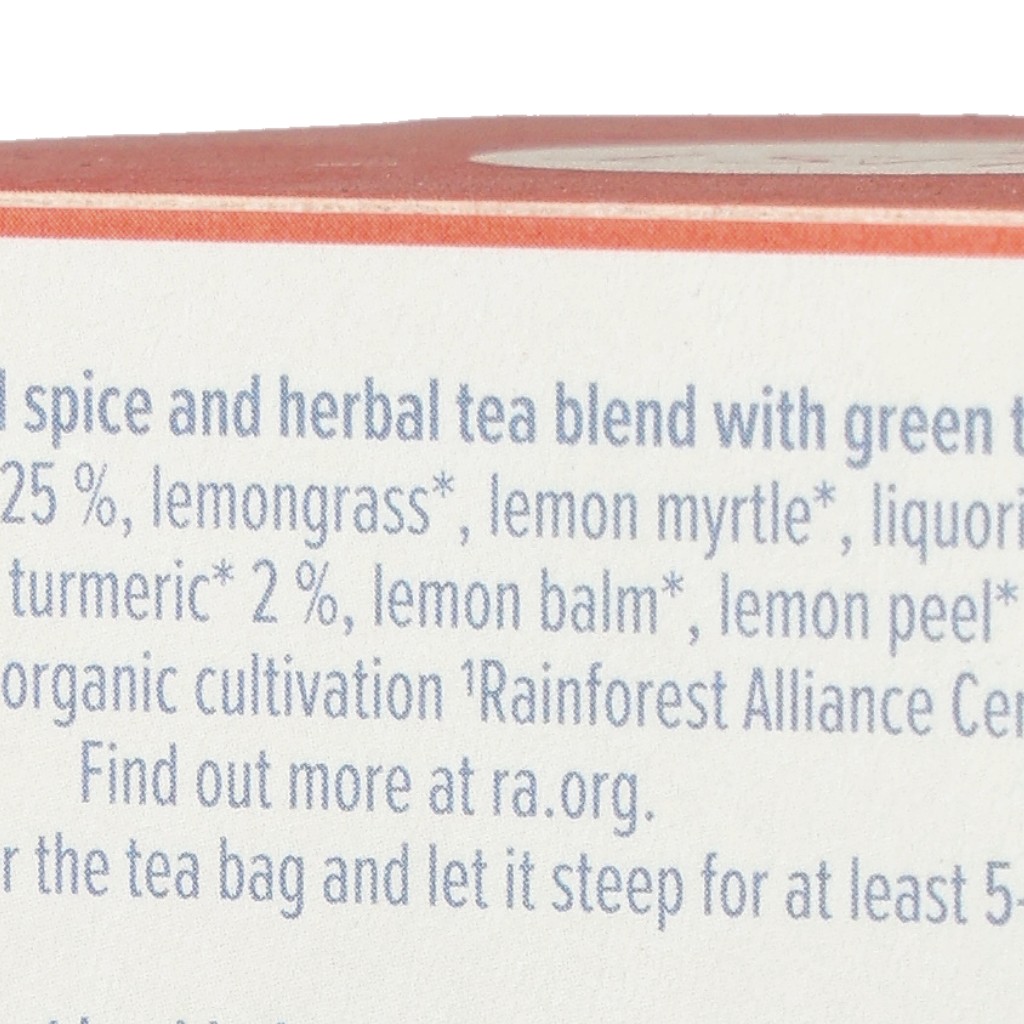 spice and herbal tea blend with green
25 %, lemongrass*, lemon myrtle*, liquori
turmeric* 2 %, lemon balm*, lemon peel*
organic cultivation ¹Rainforest Alliance Cer
Find out more at ra.org.
r the tea bag and let it steep for at least 5-